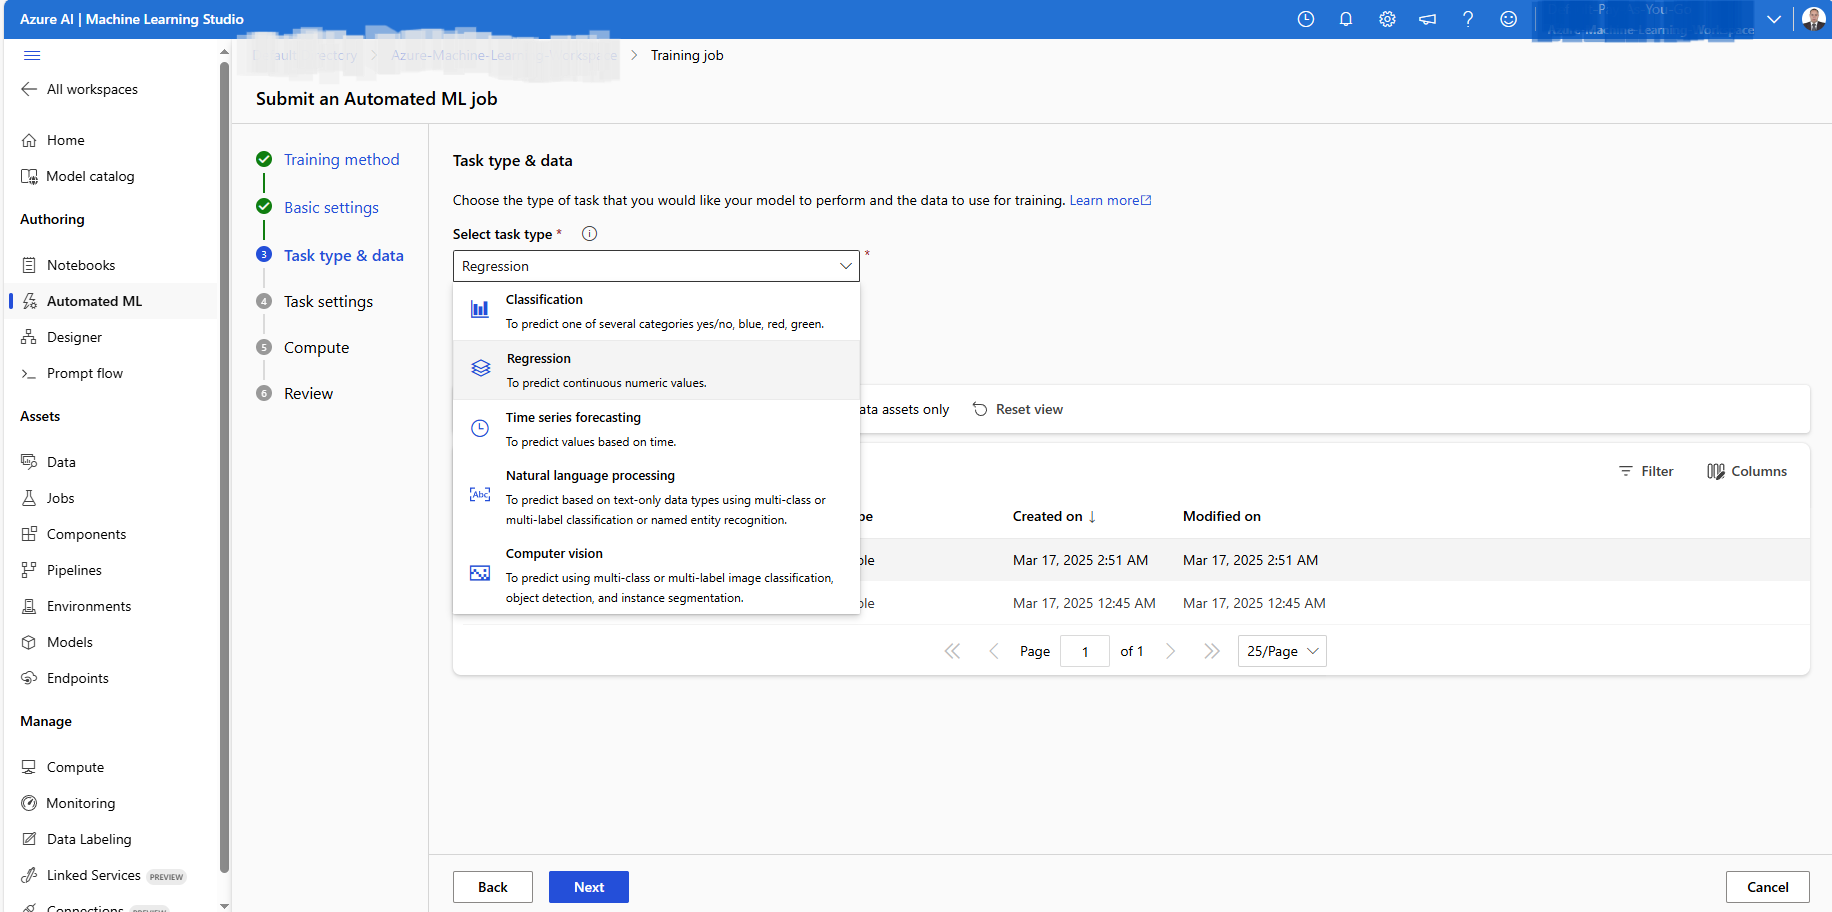 Azure AI | Machine Learning Studio
Training job
All workspaces
Home
Model catalog
Authoring
Notebooks
Automated ML
Designer
Prompt flow
Assets
Data
Jobs
Components
Pipelines
Environments
Models
Endpoints
Manage
Compute
Monitoring
Data Labeling
Linked Services PREVIEW
Connections PREVIEW
Submit an Automated ML job
Training method
Basic settings
3 Task type & data
4 Task settings
5 Compute
6 Review
Task type & data
Choose the type of task that you would like your model to perform and the data to use for training. Learn more
Select task type *
Regression
*
Classification
To predict one of several categories yes/no, blue, red, green.
Regression
To predict continuous numeric values.
Time series forecasting
To predict values based on time.
Abc
Natural language processing
To predict based on text-only data types using multi-class or
multi-label classification or named entity recognition.
Computer vision
To predict using multi-class or multi-label image classification,
object detection, and instance segmentation.
assets only
Reset view
Filter
Columns
Created on ↓ Modified on
Mar 17, 2025 2:51 AM Mar 17, 2025 2:51 AM
Mar 17, 2025 12:45 AM Mar 17, 2025 12:45 AM
Page 1 of 1
25/Page
Back
Next
Cancel